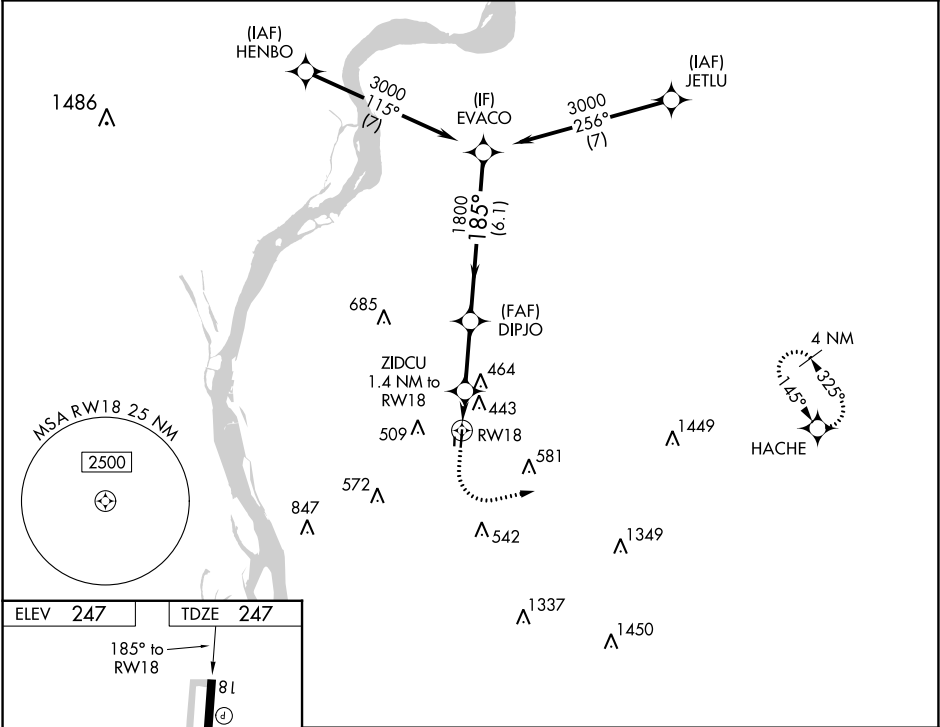 (IAF)
HENBO
(IAF)
JETLU
1486
3000
115°
(7)
(IF)
EVACO
3000
256°
(7)
1800
185°
(6.1)
685
(FAF)
DIPJO
4 NM
ZIDCU
1.4 NM to
RW18
464
443
145°
325°
MSA RW18 25 NM
509
RW18
1449
HACHE
2500
581
572
847
542
1349
1337
1450
ELEV 247
TDZE 247
185° to
RW18
18
P